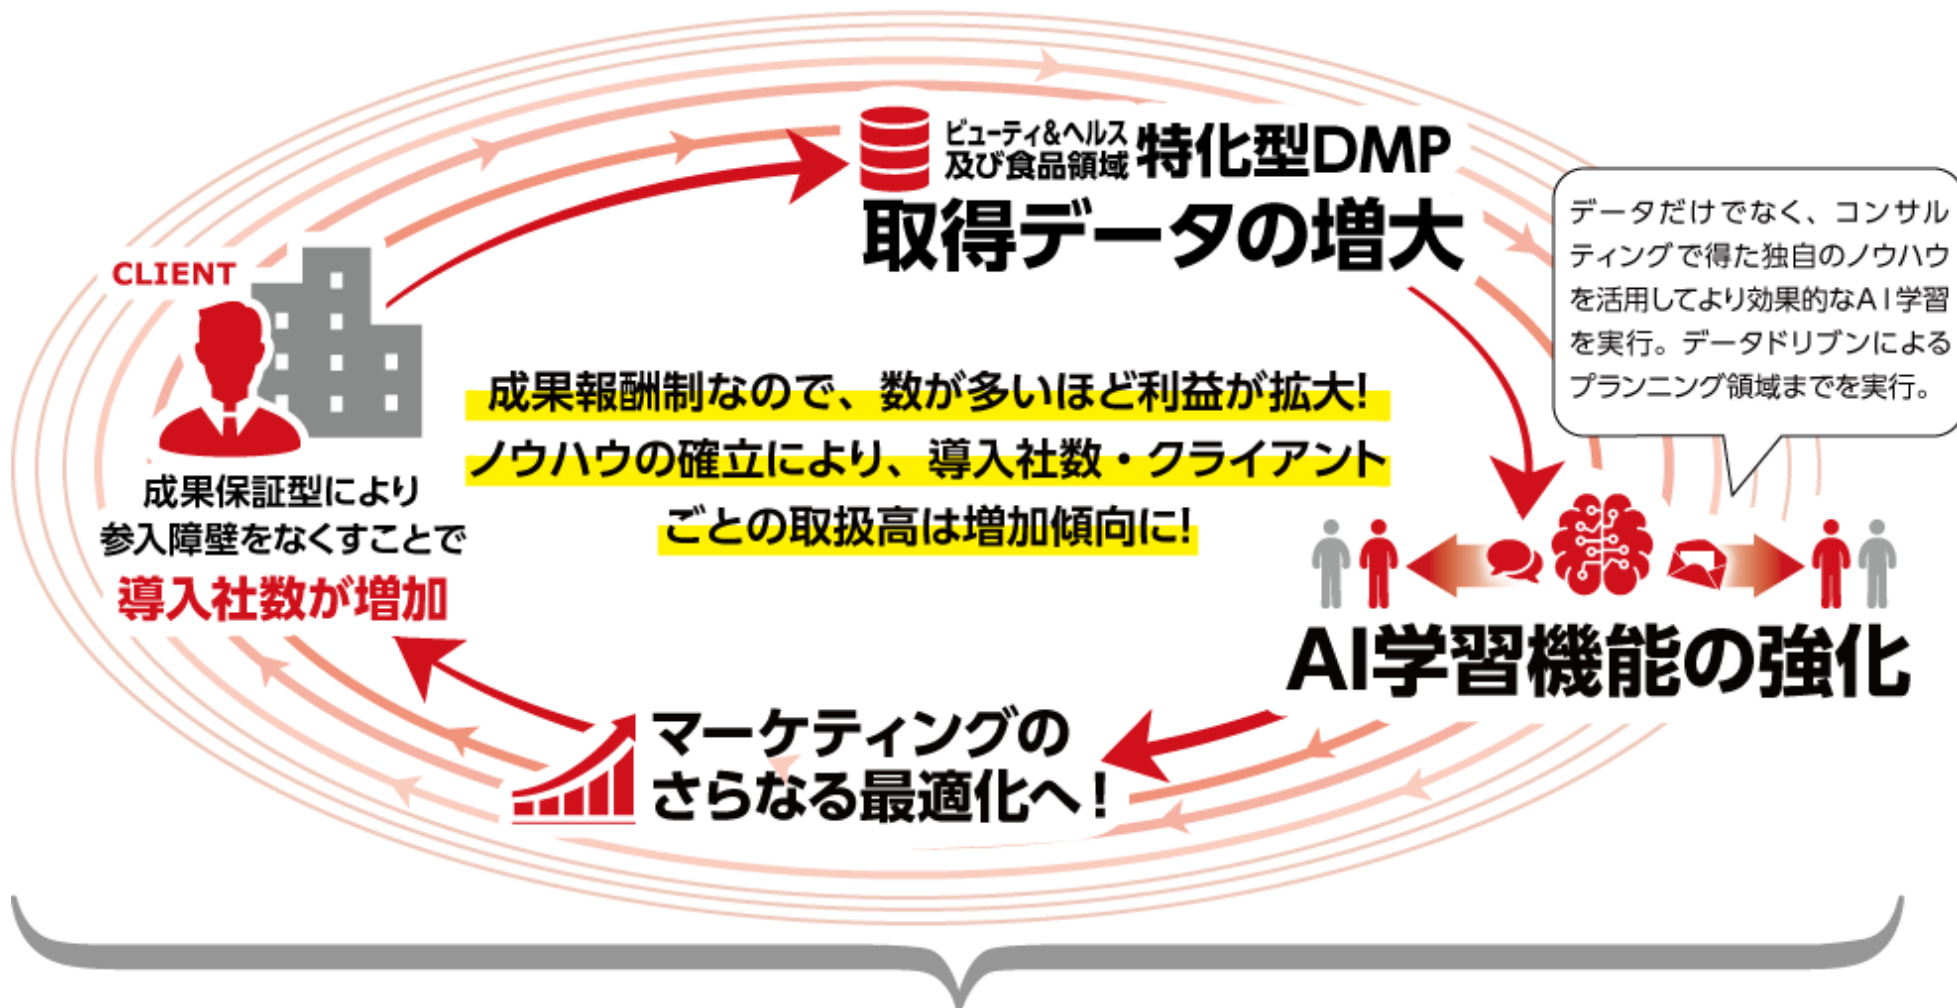 ビューティ&ヘルス
及び食品領域
特化型DMP
取得データの増大
データだけでなく、コンサル
ティングで得た独自のノウハウ
を活用してより効果的なAI学習
を実行。データドリブンによる
プランニング領域までを実行。
CLIENT
成果保証型により
参入障壁をなくすことで
導入社数が増加
成果報酬制なので、数が多いほど利益が拡大!
ノウハウの確立により、導入社数・クライアント
ごとの取扱高は増加傾向に!
AI学習機能の強化
マーケティングの
さらなる最適化へ!